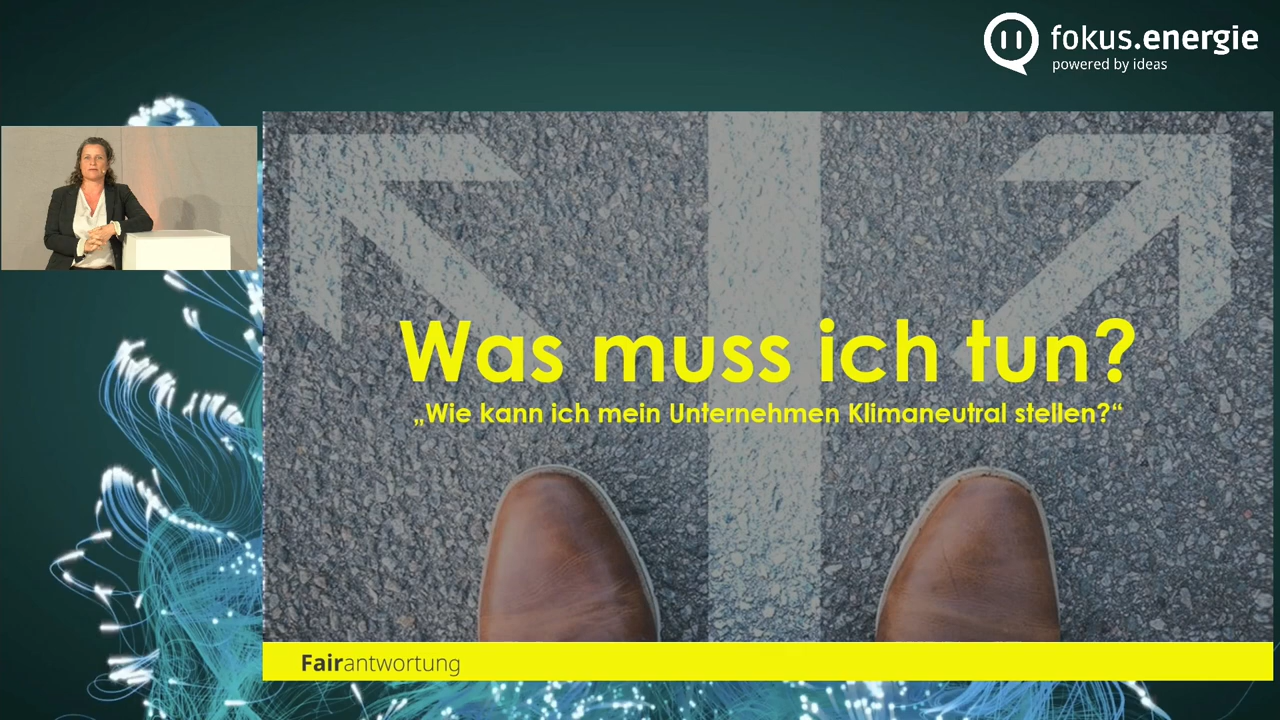 fokus.energie
powered by ideas
Was muss ich tun?
„Wie kann ich mein Unternehmen Klimaneutral stellen?“
Fairantwortung